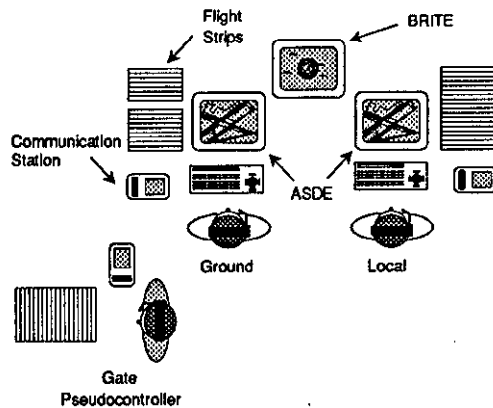 Flight
Strips
BRITE
Communication
Station
ASDE
Ground
Local
Gate
Pseudocontroller